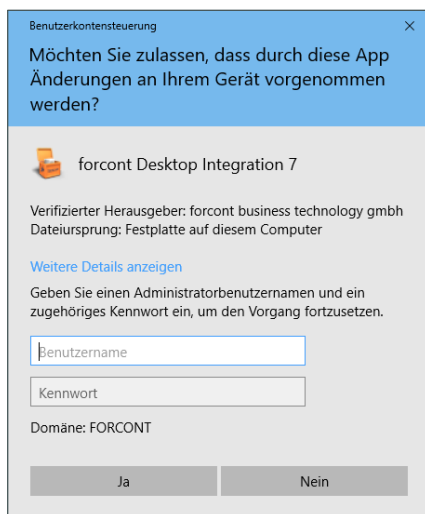 Benutzerkontensteuerung
Möchten Sie zulassen, dass durch diese App
Änderungen an Ihrem Gerät vorgenommen
werden?
forcont Desktop Integration 7
Verifizierter Herausgeber: forcont business technology gmbh
Dateiursprung: Festplatte auf diesem Computer
Weitere Details anzeigen
Geben Sie einen Administratorbenutzernamen und ein
zugehöriges Kennwort ein, um den Vorgang fortzusetzen.
Benutzername
Kennwort
Domäne: FORCONT
Ja Nein